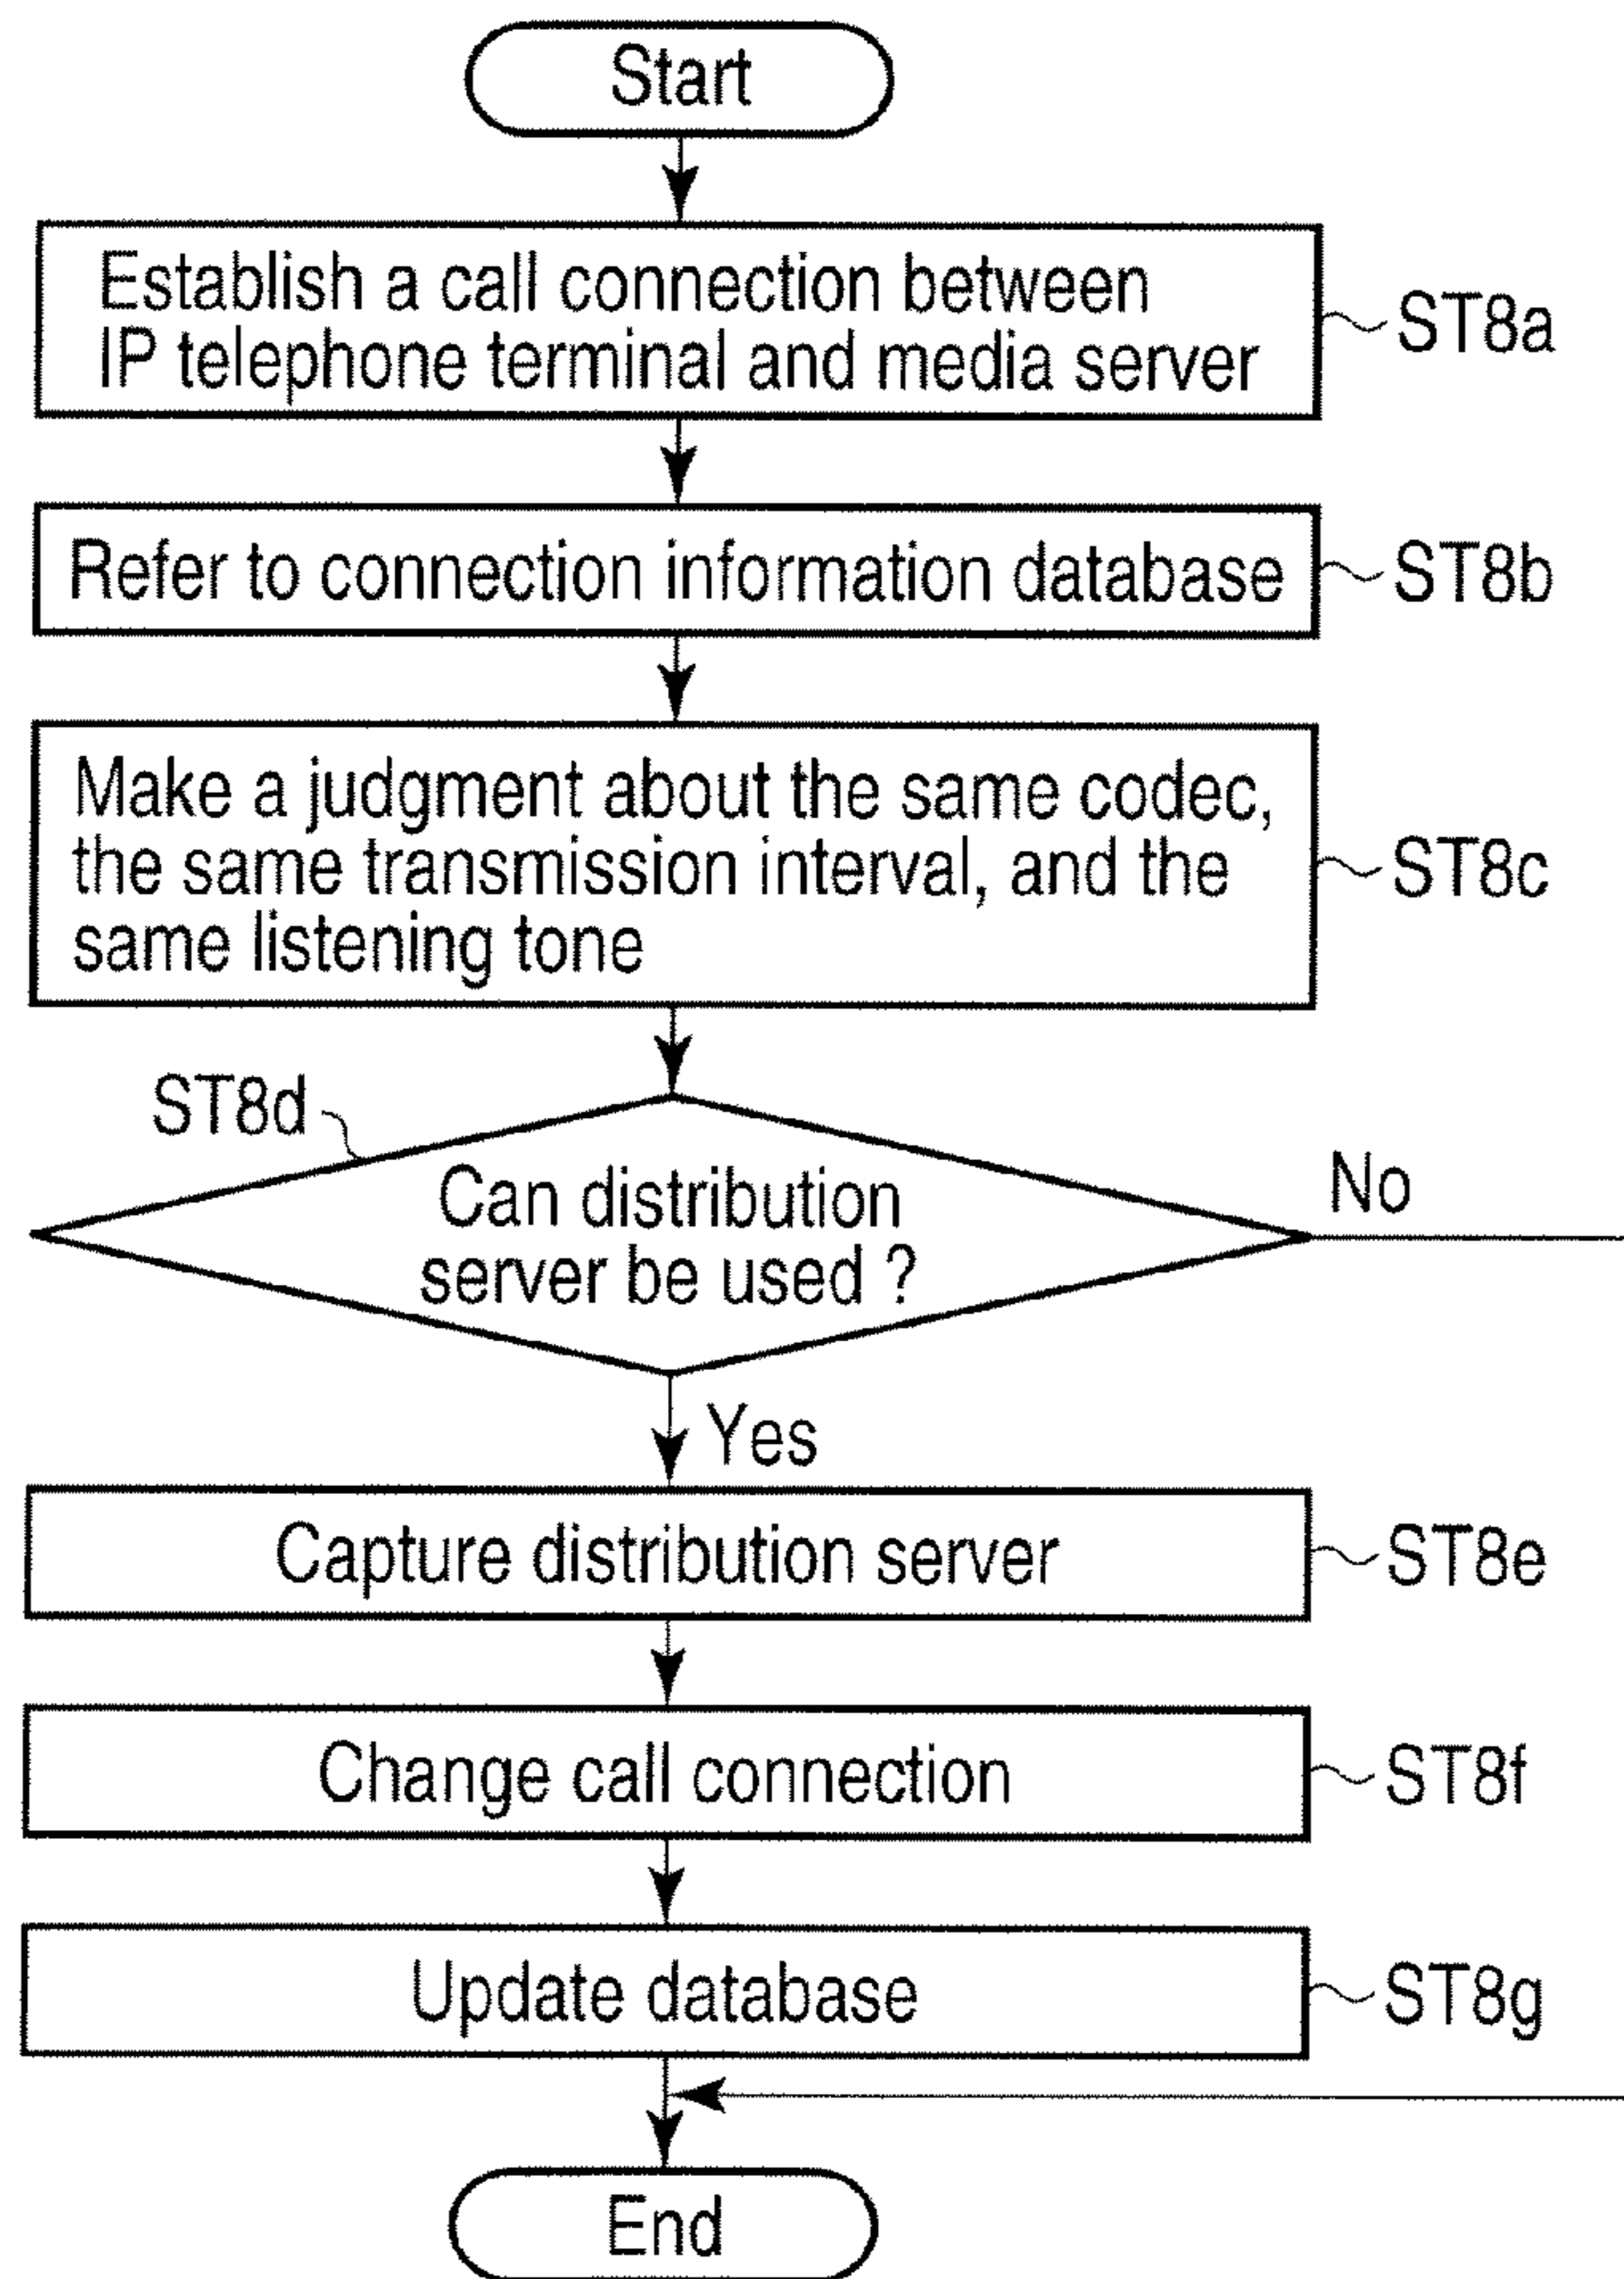 Start
Establish a call connection between
IP telephone terminal and media server
ST8a
Refer to connection information database
ST8b
Make a judgment about the same codec,
the same transmission interval, and the
same listening tone
ST8c
ST8d
Can distribution
server be used ?
No
Yes
Capture distribution server
ST8e
Change call connection
ST8f
Update database
ST8g
End